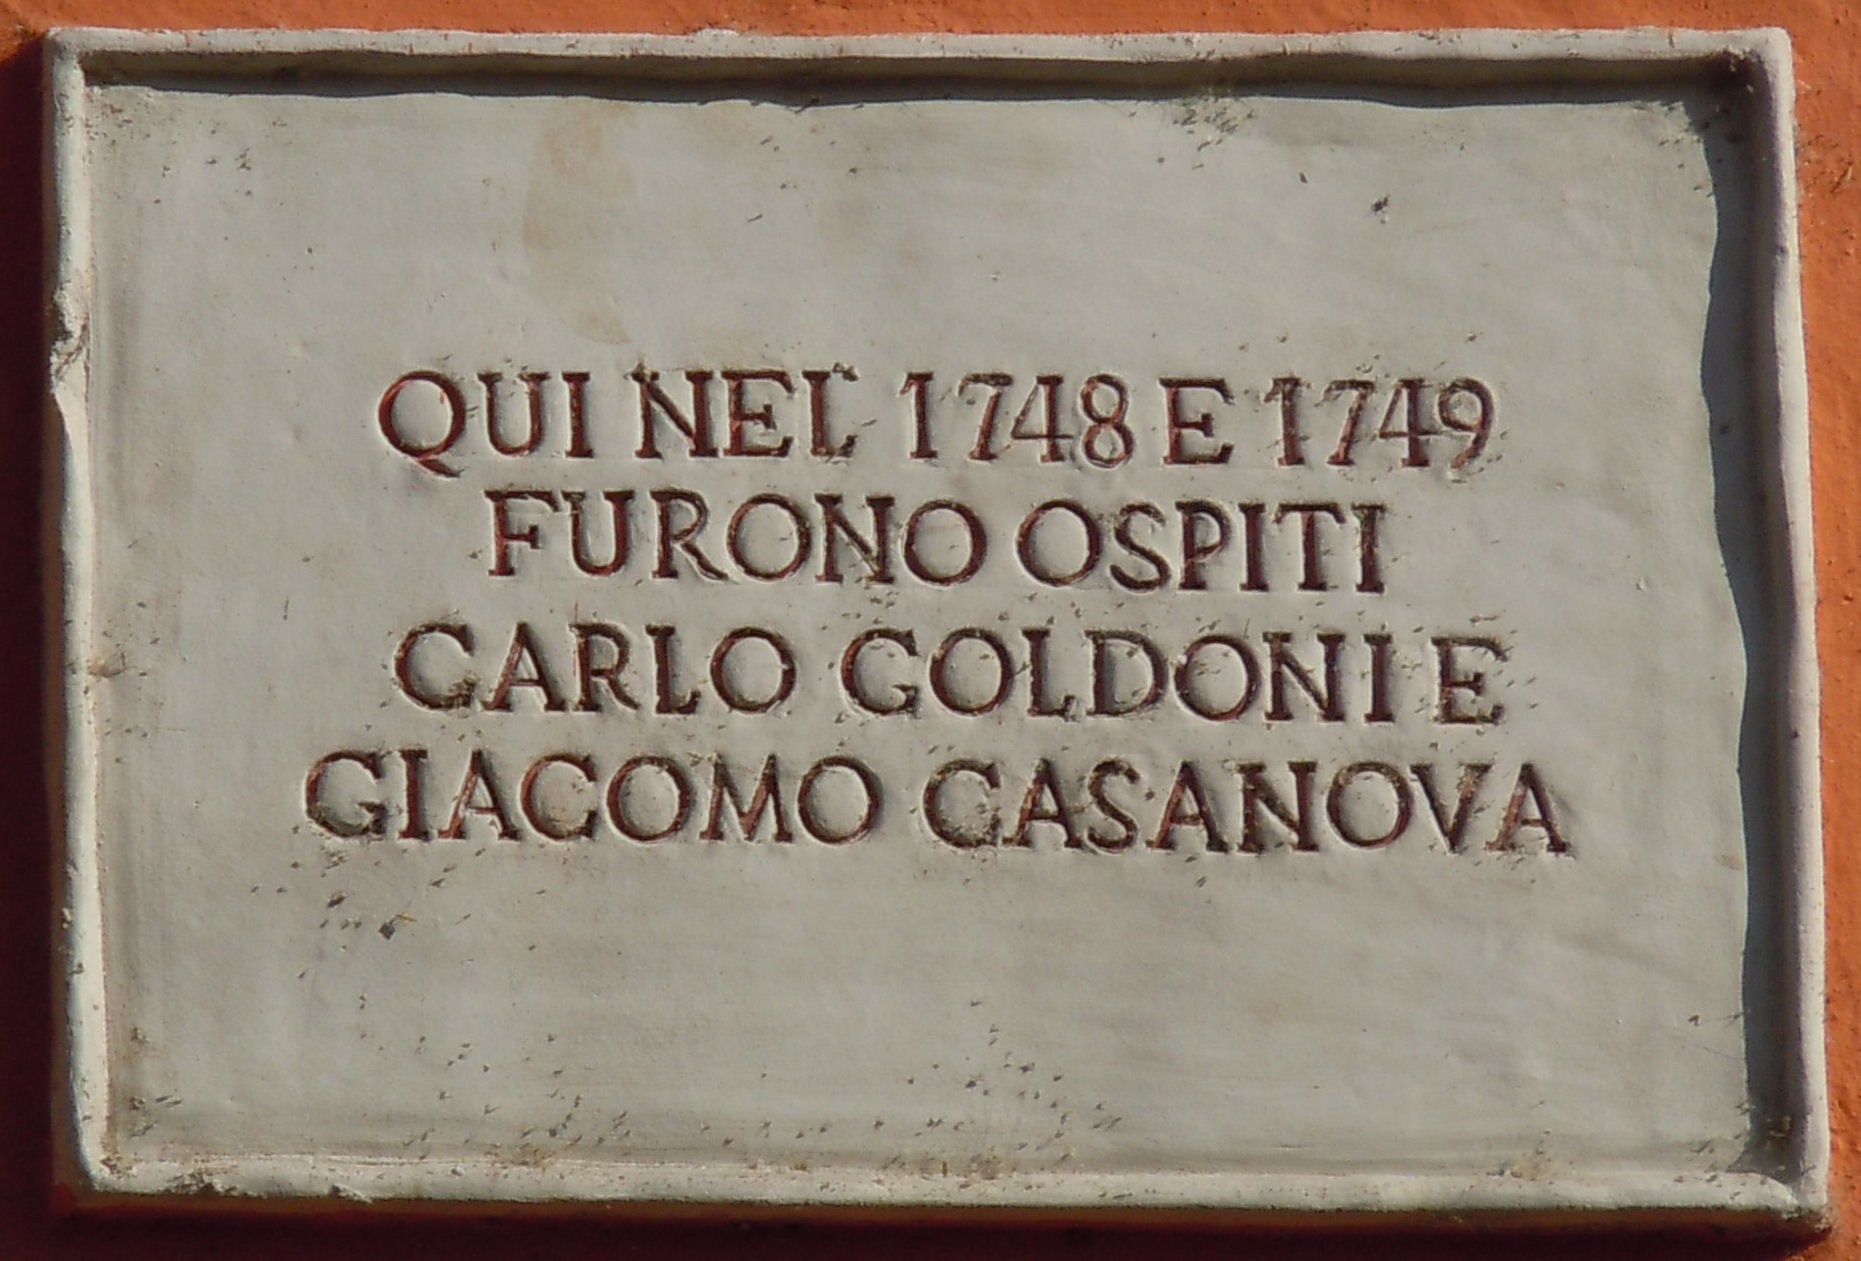 QUI NEL 1748 E 1749
FURONO OSPITI
CARLO GOLDONI E
GIACOMO CASANOVA